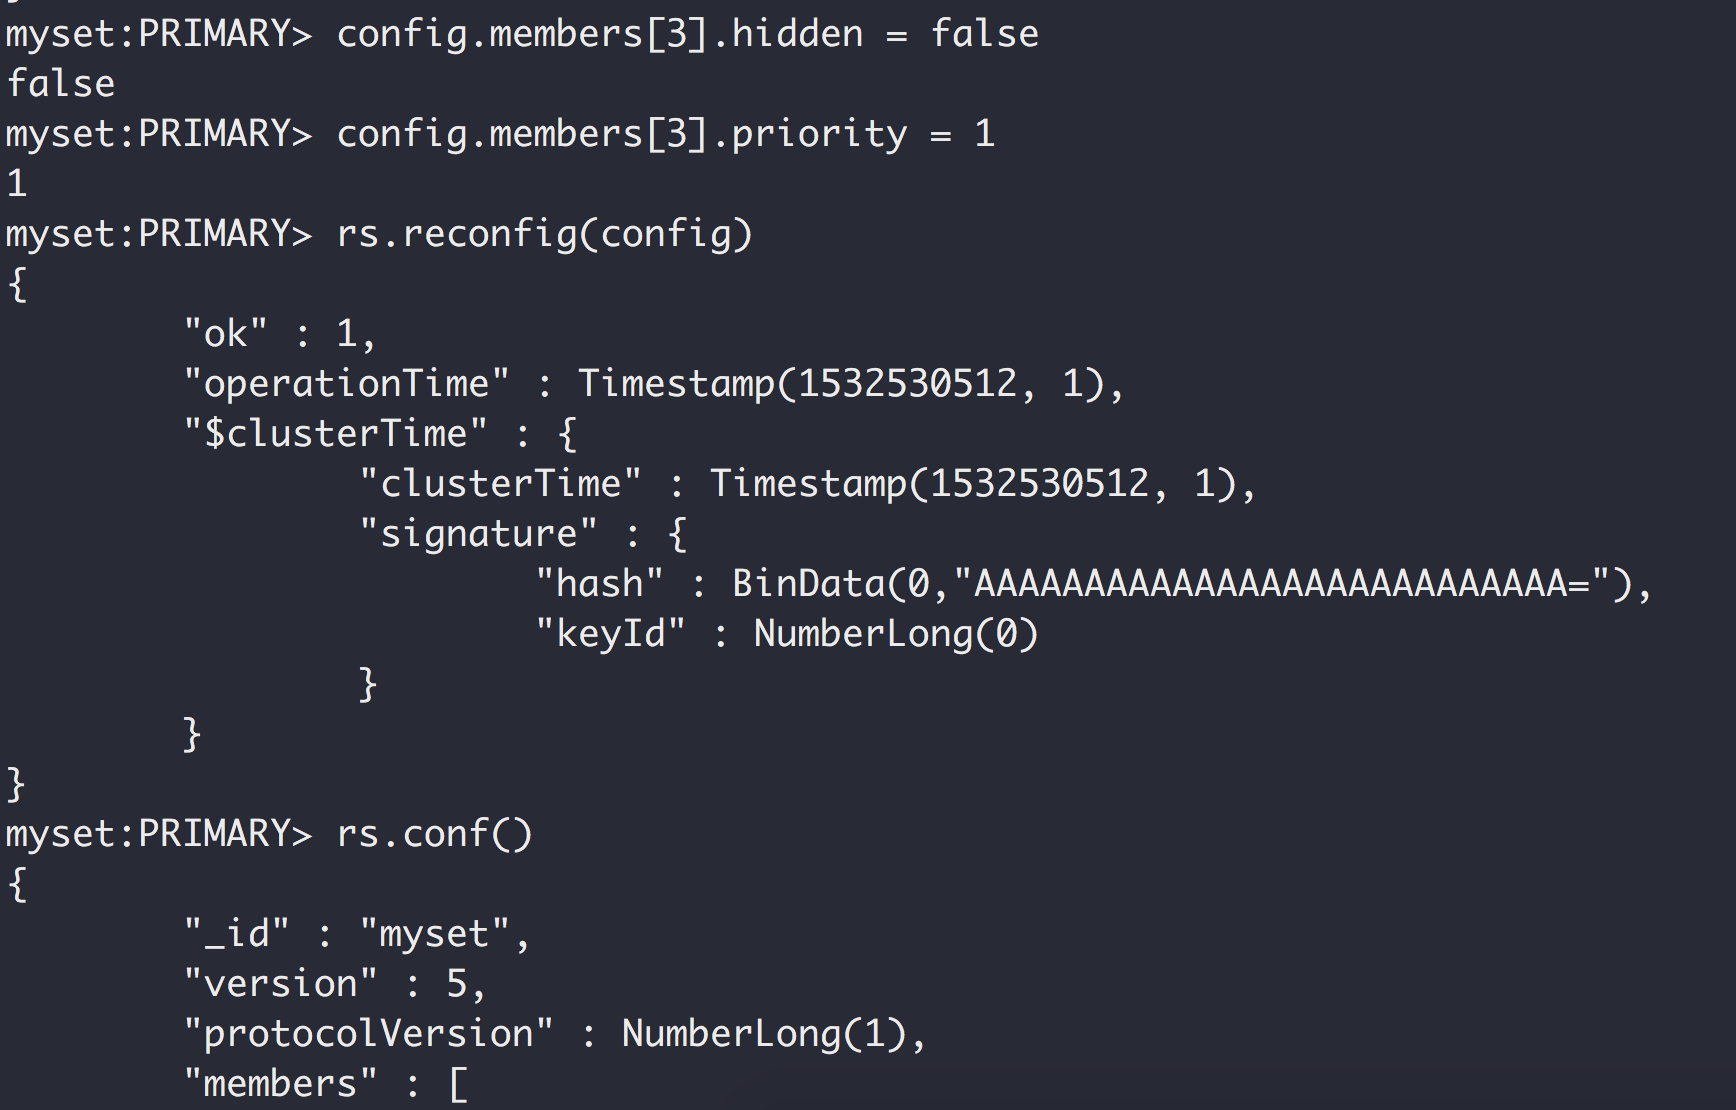 }
myset:PRIMARY> config.members[3].hidden = false
false
myset:PRIMARY> config.members[3].priority = 1
1
myset:PRIMARY> rs.reconfig(config)
{
        "ok" : 1,
        "operationTime" : Timestamp(1532530512, 1),
        "$clusterTime" : {
                "clusterTime" : Timestamp(1532530512, 1),
                "signature" : {
                        "hash" : BinData(0,"AAAAAAAAAAAAAAAAAAAAAAAAAAA="),
                        "keyId" : NumberLong(0)
                }
        }
}
myset:PRIMARY> rs.conf()
{
        "_id" : "myset",
        "version" : 5,
        "protocolVersion" : NumberLong(1),
        "members" : [